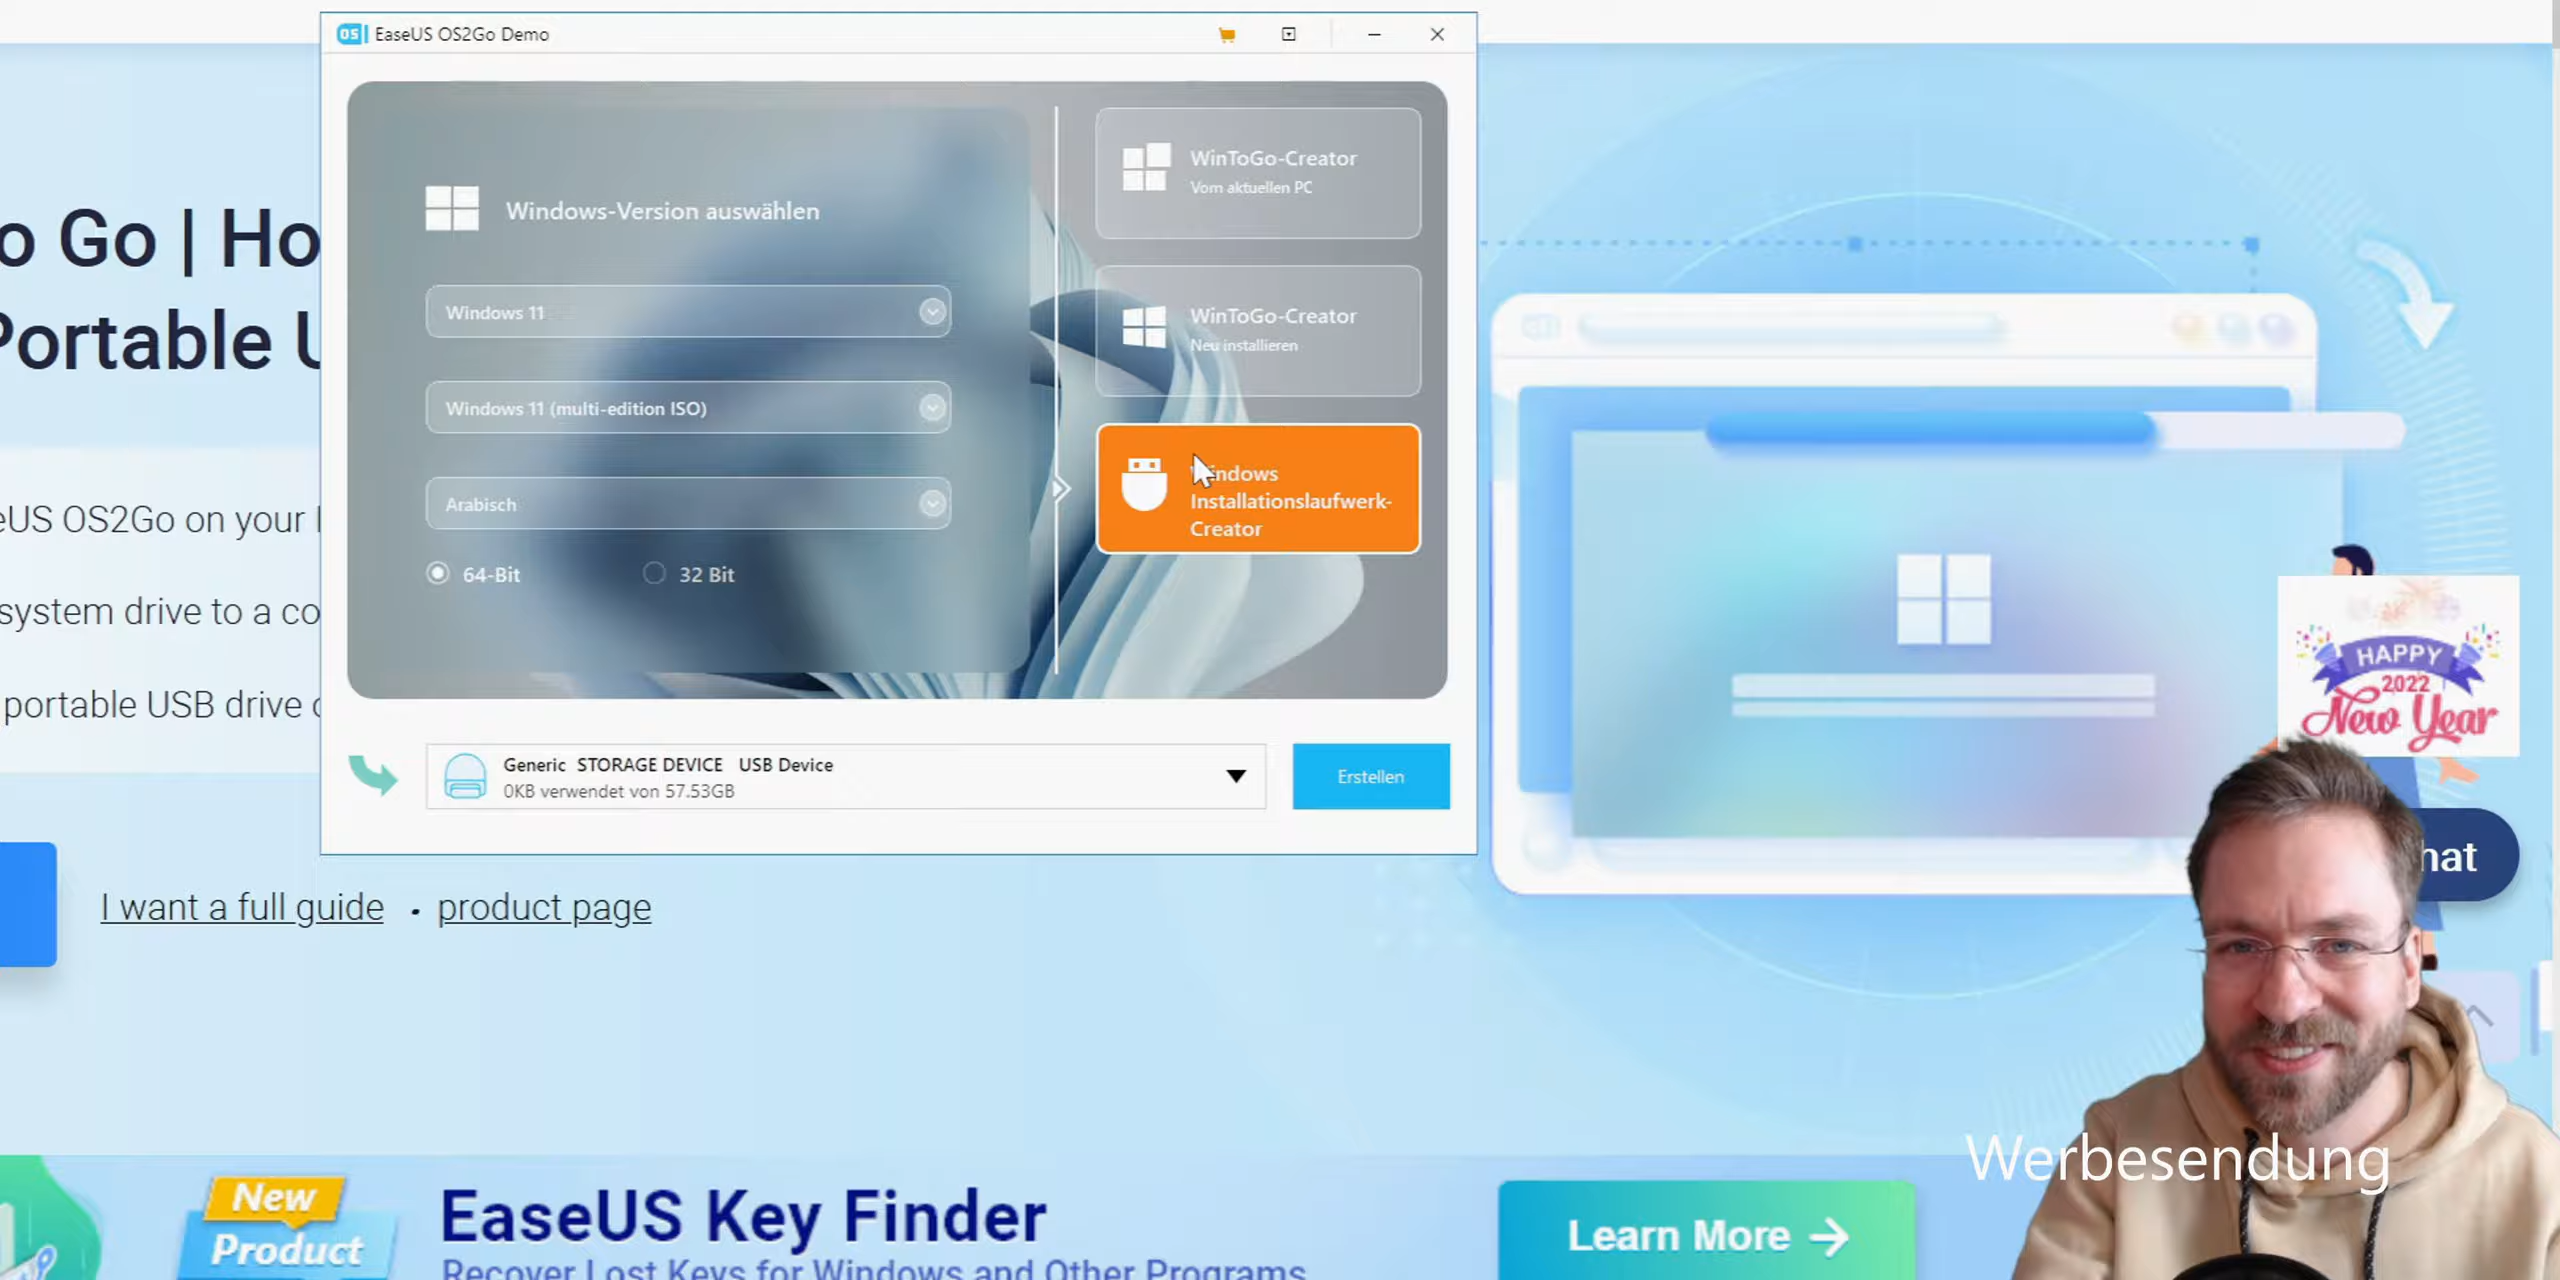 EaseUS OS2Go Demo
Windows-Version auswählen
Windows 11
Windows 11 (multi-edition ISO)
Arabisch
64-Bit
32 Bit
WinToGo-Creator
Vom aktuellen PC
WinToGo-Creator
Neu installieren
Windows
Installationslaufwerk-
Creator
Generic STORAGE DEVICE USB Device
0KB verwendet von 57.53GB
Erstellen
o Go | Ho
Portable U
eUS OS2Go on your
system drive to a co
portable USB drive
I want a full guide • product page
HAPPY
2022
New Year
hat
Werbesendung
New
Product
EaseUS Key Finder
Recover Lost Keys for Windows and Other Programs
Learn More